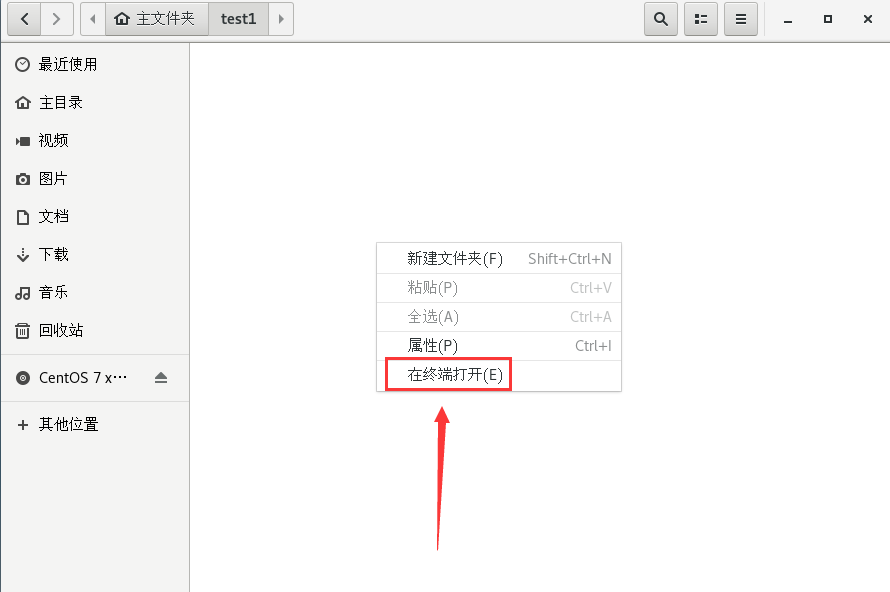 主文件夹 test1
最近使用
主目录
视频
图片
文档
下载
音乐
回收站
CentOS 7 x···
其他位置
新建文件夹(F) Shift+Ctrl+N
粘贴(P) Ctrl+V
全选(A) Ctrl+A
属性(P) Ctrl+I
在终端打开(E)